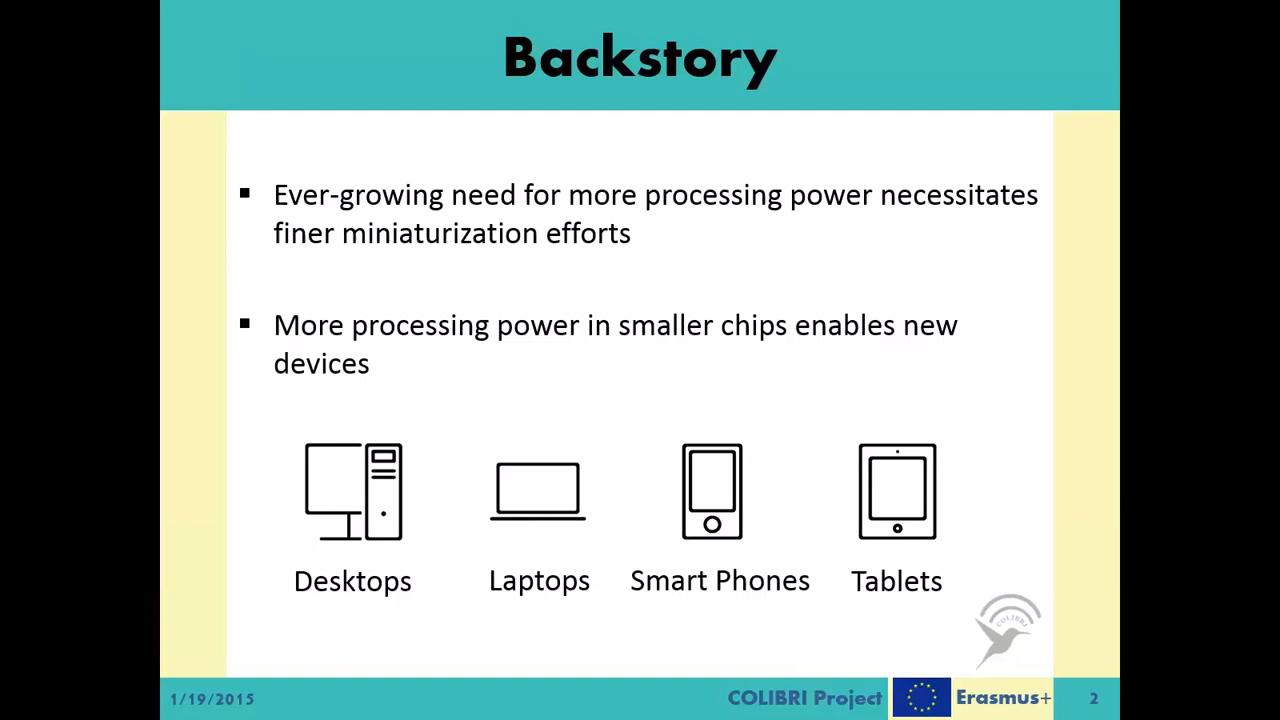 Backstory
Ever-growing need for more processing power necessitates
finer miniaturization efforts
More processing power in smaller chips enables new
devices
Desktops Laptops Smart Phones Tablets
COLIBRI
1/19/2015 COLIBRI Project Erasmus+ 2